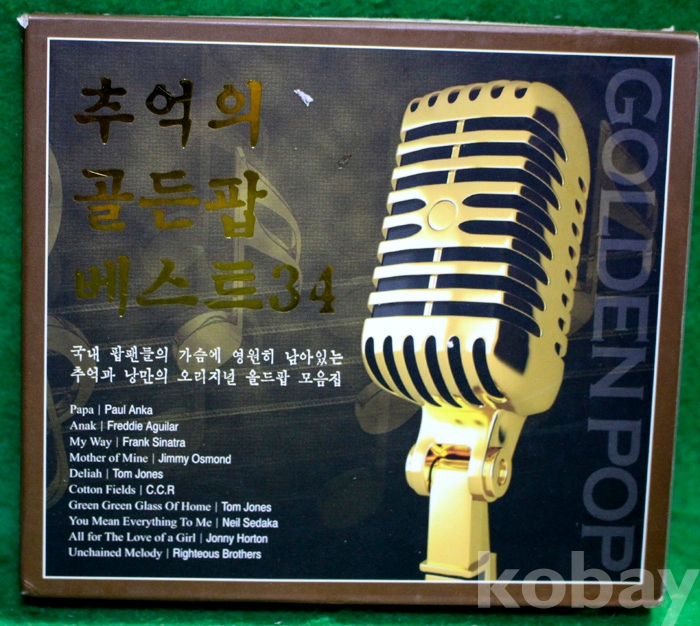 추억의
골든팝
베스트34
국내 팝팬들의 가슴에 영원히 남아있는
추억과 낭만의 오리지널 올드팝 모음집
Papa | Paul Anka
Anak | Freddie Aguilar
My Way | Frank Sinatra
Mother of Mine | Jimmy Osmond
Deliah | Tom Jones
Cotton Fields | C.C.R
Green Green Glass Of Home | Tom Jones
You Mean Everything To Me | Neil Sedaka
All for The Love of a Girl | Jonny Horton
Unchained Melody | Righteous Brothers
GOLDEN POP
kobay